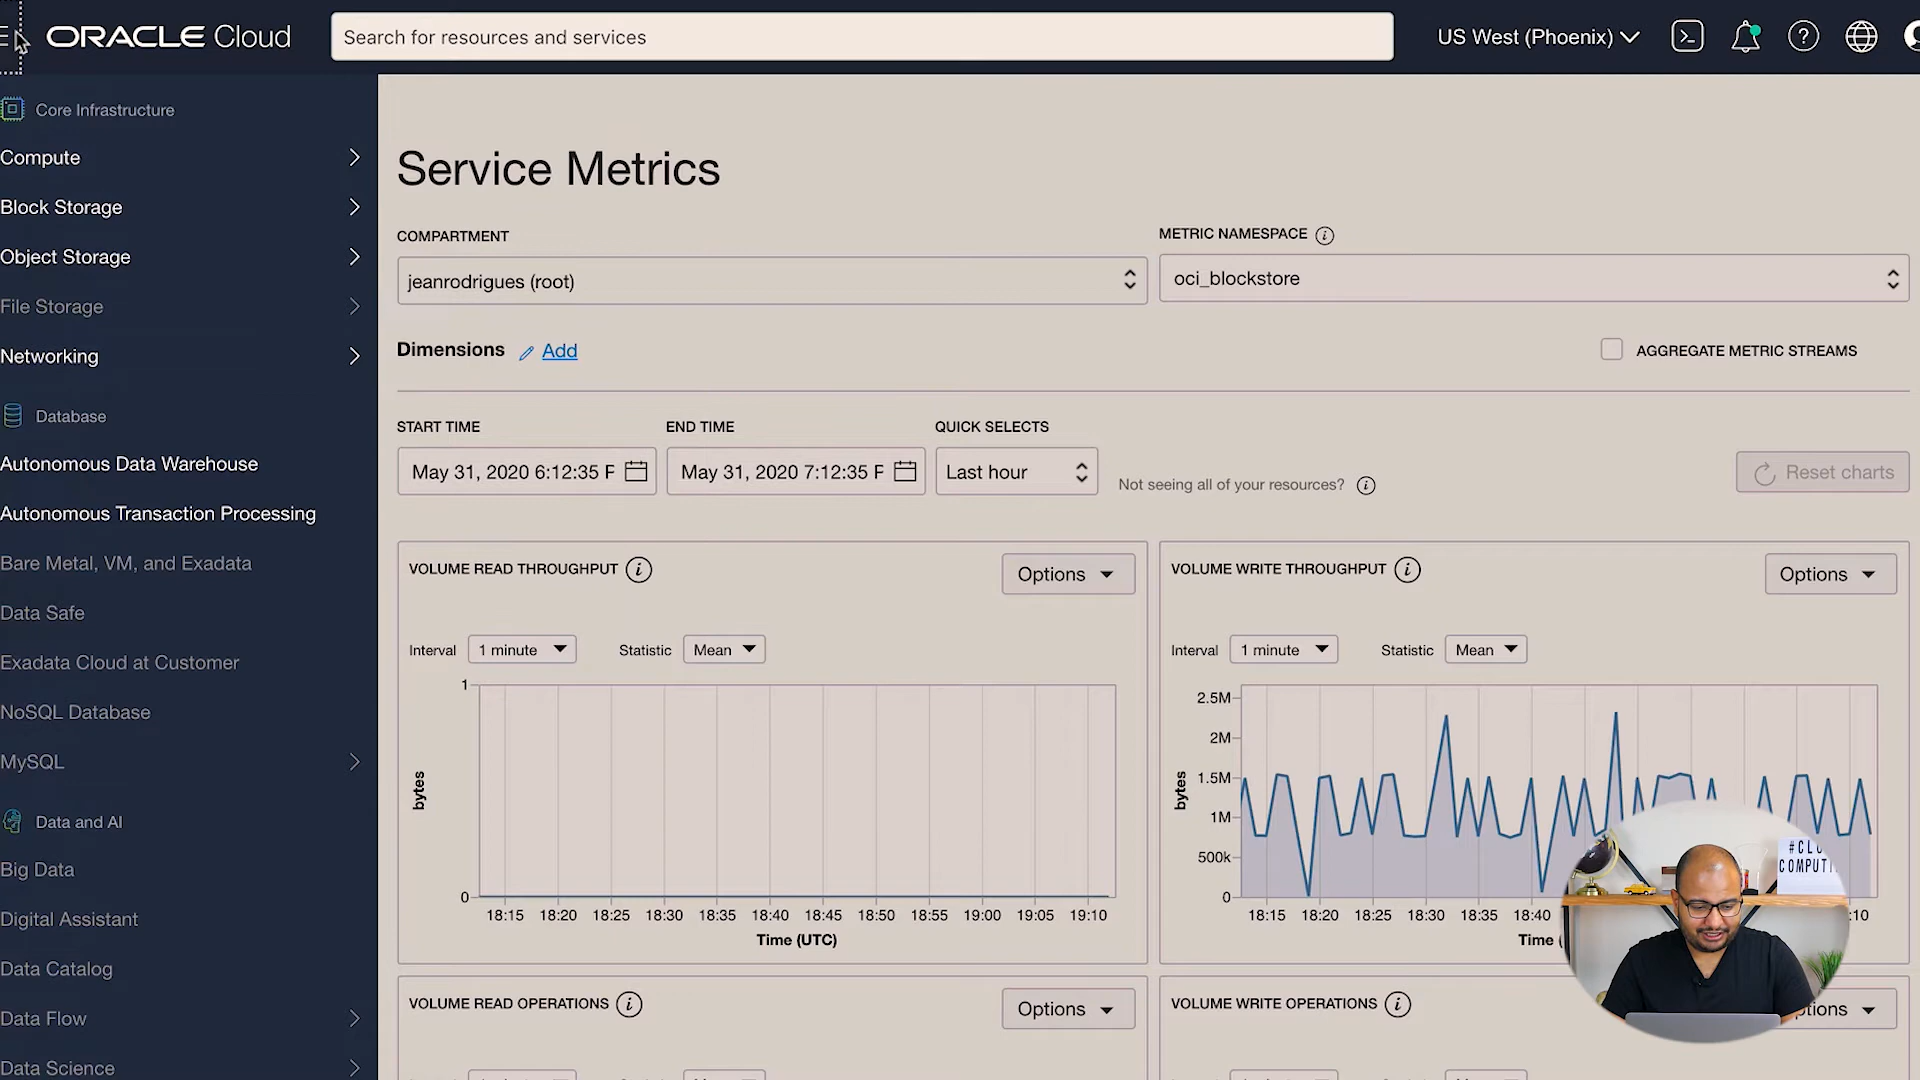 ORACLE Cloud
Search for resources and services
US West (Phoenix)
Core Infrastructure
Compute
Block Storage
Object Storage
File Storage
Networking
Database
Autonomous Data Warehouse
Autonomous Transaction Processing
Bare Metal, VM, and Exadata
Data Safe
Exadata Cloud at Customer
NoSQL Database
MySQL
Data and AI
Big Data
Digital Assistant
Data Catalog
Data Flow
Data Science
Service Metrics
COMPARTMENT
jeanrodrigues (root)
METRIC NAMESPACE
oci_blockstore
Dimensions Add
AGGREGATE METRIC STREAMS
START TIME
May 31, 2020 6:12:35 P
END TIME
May 31, 2020 7:12:35 P
QUICK SELECTS
Last hour
Not seeing all of your resources?
Reset charts
VOLUME READ THROUGHPUT
Options
Interval 1 minute Statistic Mean
1
bytes
0
18:15 18:20 18:25 18:30 18:35 18:40 18:45 18:50 18:55 19:00 19:05 19:10
Time (UTC)
VOLUME WRITE THROUGHPUT
Options
Interval 1 minute Statistic Mean
2.5M
2M
1.5M
bytes
1M
500k
0
18:15 18:20 18:25 18:30 18:35 18:40 :10
Time (
#CLO
COMPUTI
VOLUME READ OPERATIONS
Options
VOLUME WRITE OPERATIONS
ptions